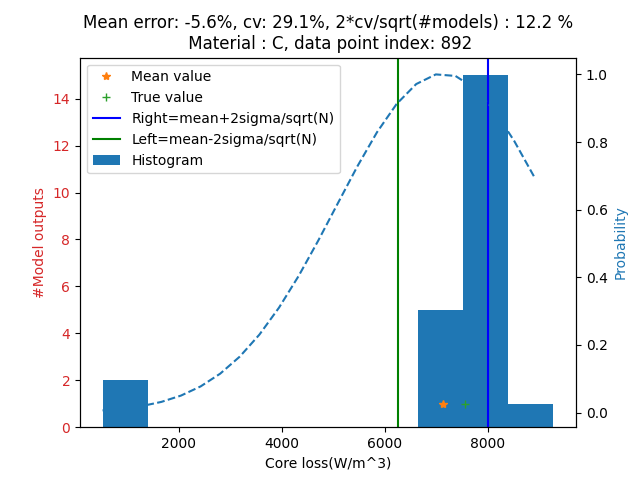 Mean error: -5.6%, cv: 29.1%, 2*cv/sqrt(#models) : 12.2 %
Material : C, data point index: 892
Mean value
True value
Right=mean+2sigma/sqrt(N)
Left=mean-2sigma/sqrt(N)
Histogram
#Model outputs
14
12
10
8
6
4
2
0
1.0
0.8
0.6
0.4
0.2
0.0
Probability
2000
4000
6000
8000
Core loss(W/m^3)